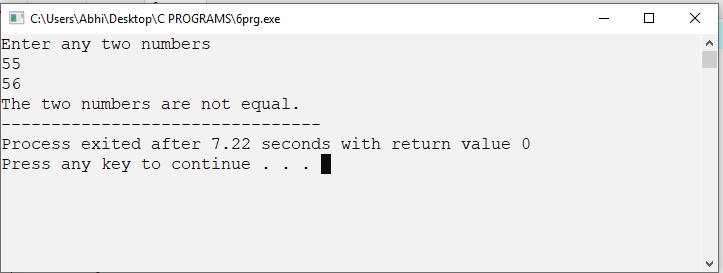 C:\Users\Abhi\Desktop\C PROGRAMS\6prg.exe
Enter any two numbers
55
56
The two numbers are not equal.
--------------------------------
Process exited after 7.22 seconds with return value 0
Press any key to continue . . .